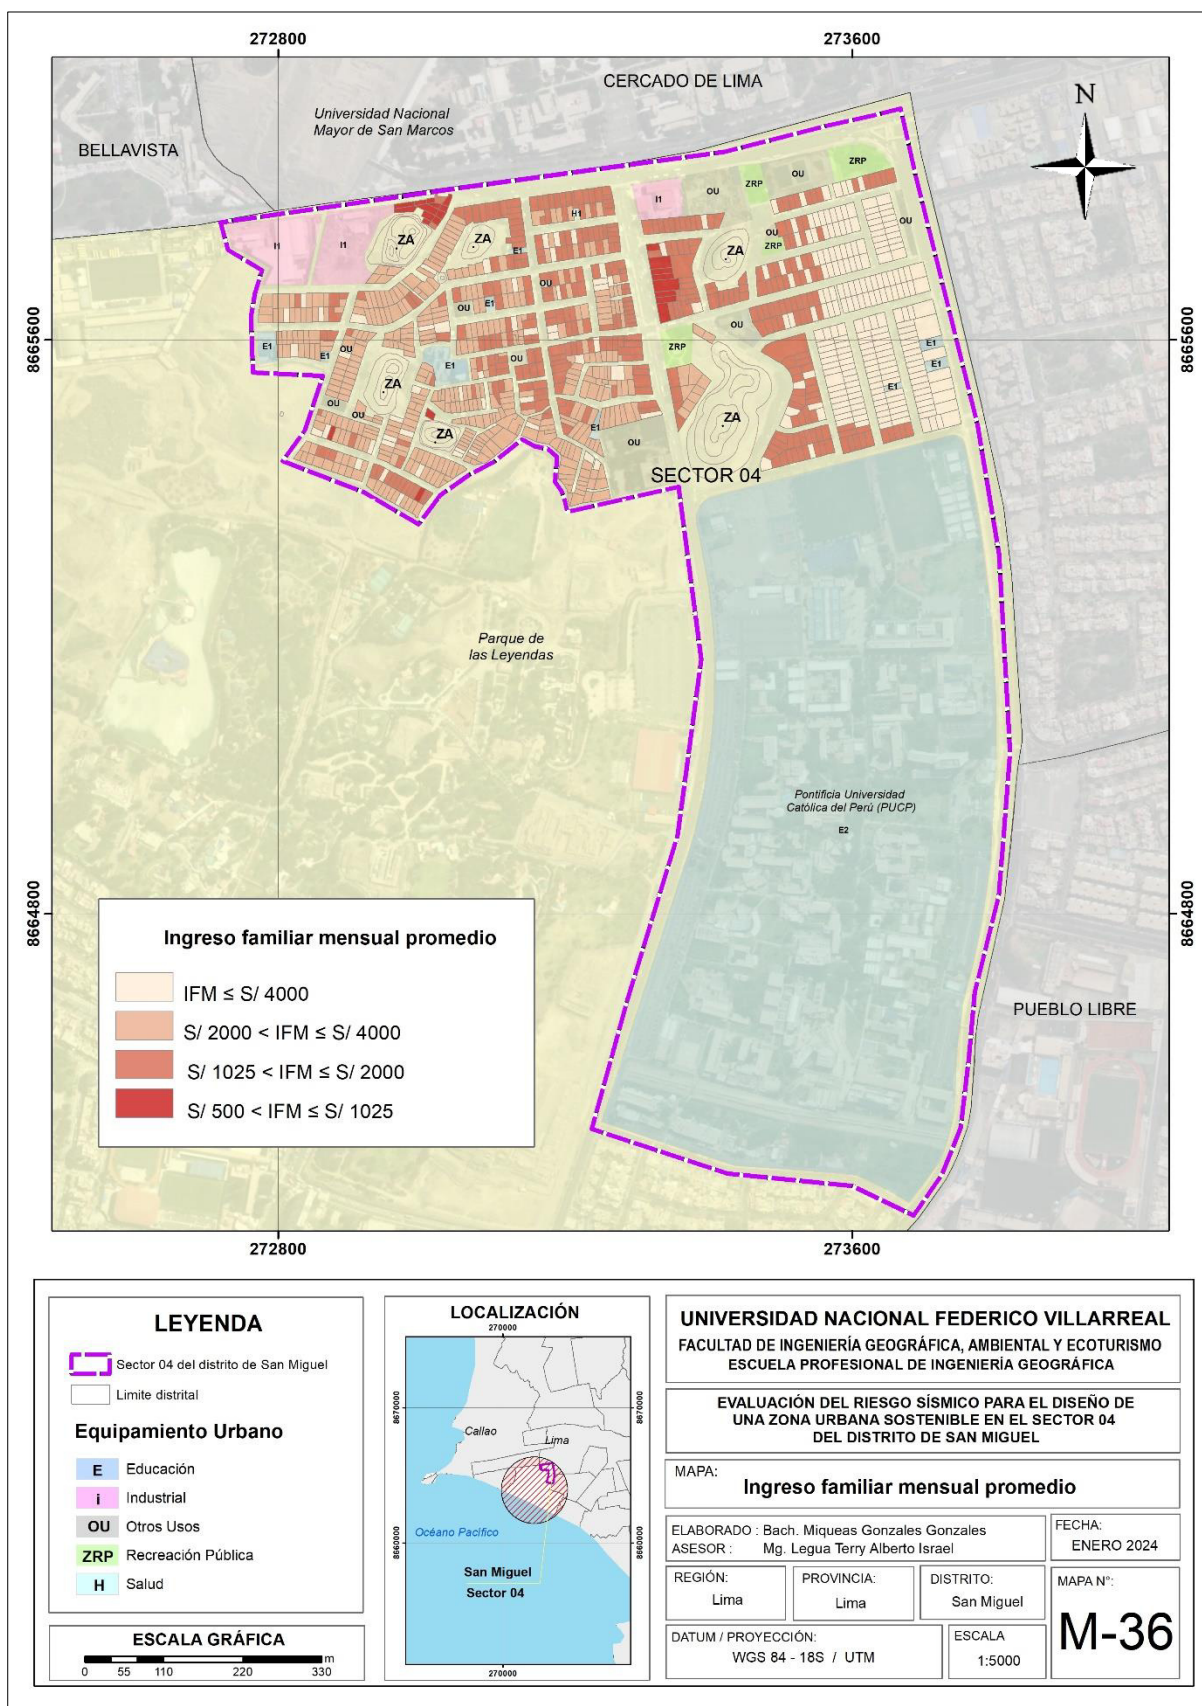 272800
273600
CERCADO DE LIMA
Universidad Nacional
Mayor de San Marcos
BELLAVISTA
N
ZRP
OU
ZRP
OU
I1
H1
OU
ZA
ZA
OU
ZRP
E1
ZA
I1
I1
OU
E1
OU
OU
8665600
8665600
E1
E1
OU
OU
ZRP
E1
E1
E1
ZA
E1
OU
OU
ZA
E1
ZA
OU
SECTOR 04
Parque de
las Leyendas
Pontificia Universidad
Católica del Perú (PUCP)
E2
8664800
8664800
Ingreso familiar mensual promedio
IFM ≤ S/ 4000
S/ 2000 < IFM ≤ S/ 4000
S/ 1025 < IFM ≤ S/ 2000
S/ 500 < IFM ≤ S/ 1025
PUEBLO LIBRE
272800
273600
LEYENDA
Sector 04 del distrito de San Miguel
Limite distrital
Equipamiento Urbano
E Educación
i Industrial
OU Otros Usos
ZRP Recreación Pública
H Salud
ESCALA GRÁFICA
m
0 55 110 220 330
LOCALIZACIÓN
270000
8670000
8670000
Callao
Lima
Océano Pacífico
8660000
8660000
San Miguel
Sector 04
270000
UNIVERSIDAD NACIONAL FEDERICO VILLARREAL
FACULTAD DE INGENIERÍA GEOGRÁFICA, AMBIENTAL Y ECOTURISMO
ESCUELA PROFESIONAL DE INGENIERÍA GEOGRÁFICA
EVALUACIÓN DEL RIESGO SÍSMICO PARA EL DISEÑO DE
UNA ZONA URBANA SOSTENIBLE EN EL SECTOR 04
DEL DISTRITO DE SAN MIGUEL
MAPA:
Ingreso familiar mensual promedio
ELABORADO : Bach. Miqueas Gonzales Gonzales
ASESOR : Mg. Legua Terry Alberto Israel
FECHA:
ENERO 2024
REGIÓN:
Lima
PROVINCIA:
Lima
DISTRITO:
San Miguel
MAPA N°:
M-36
DATUM / PROYECCIÓN:
WGS 84 - 18S / UTM
ESCALA
1:5000